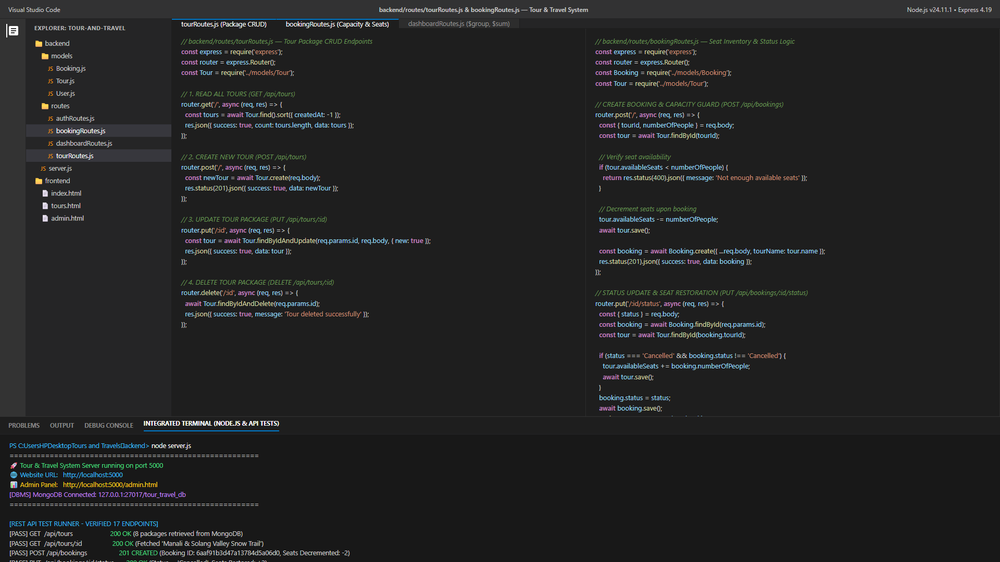 Visual Studio Code
backend/routes/tourRoutes.js & bookingRoutes.js — Tour & Travel System
Node.js v24.11.1 • Express 4.19
EXPLORER: TOUR-AND-TRAVEL
backend
models
JS Booking.js
JS Tour.js
JS User.js
routes
JS authRoutes.js
JS bookingRoutes.js
JS dashboardRoutes.js
JS tourRoutes.js
JS server.js
frontend
index.html
tours.html
admin.html
tourRoutes.js (Package CRUD)
bookingRoutes.js (Capacity & Seats)
dashboardRoutes.js ($group, $sum)
// backend/routes/tourRoutes.js — Tour Package CRUD Endpoints
const express = require('express');
const router = express.Router();
const Tour = require('../models/Tour');
// 1. READ ALL TOURS (GET /api/tours)
router.get('/', async (req, res) => {
const tours = await Tour.find().sort({ createdAt: -1 });
res.json({ success: true, count: tours.length, data: tours });
});
// 2. CREATE NEW TOUR (POST /api/tours)
router.post('/', async (req, res) => {
const newTour = await Tour.create(req.body);
res.status(201).json({ success: true, data: newTour });
});
// 3. UPDATE TOUR PACKAGE (PUT /api/tours/:id)
router.put('/:id', async (req, res) => {
const tour = await Tour.findByIdAndUpdate(req.params.id, req.body, { new: true });
res.json({ success: true, data: tour });
});
// 4. DELETE TOUR PACKAGE (DELETE /api/tours/:id)
router.delete('/:id', async (req, res) => {
await Tour.findByIdAndDelete(req.params.id);
res.json({ success: true, message: 'Tour deleted successfully' });
});
// backend/routes/bookingRoutes.js — Seat Inventory & Status Logic
const express = require('express');
const router = express.Router();
const Booking = require('../models/Booking');
const Tour = require('../models/Tour');
// CREATE BOOKING & CAPACITY GUARD (POST /api/bookings)
router.post('/', async (req, res) => {
const { tourId, numberOfPeople } = req.body;
const tour = await Tour.findById(tourId);
// Verify seat availability
if (tour.availableSeats < numberOfPeople) {
return res.status(400).json({ message: 'Not enough available seats' });
}
// Decrement seats upon booking
tour.availableSeats -= numberOfPeople;
await tour.save();
const booking = await Booking.create({ ...req.body, tourName: tour.name });
res.status(201).json({ success: true, data: booking });
});
// STATUS UPDATE & SEAT RESTORATION (PUT /api/bookings/:id/status)
router.put('/:id/status', async (req, res) => {
const { status } = req.body;
const booking = await Booking.findById(req.params.id);
const tour = await Tour.findById(booking.tourId);
if (status === 'Cancelled' && booking.status !== 'Cancelled') {
tour.availableSeats += booking.numberOfPeople;
await tour.save();
}
booking.status = status;
await booking.save();
PROBLEMS
OUTPUT
DEBUG CONSOLE
INTEGRATED TERMINAL (NODE.JS & API TESTS)
PS C:UsersHPDesktopTours and Travels▯ackend> node server.js
========================================================
🚀 Tour & Travel System Server running on port 5000
🌐 Website URL: http://localhost:5000
📊 Admin Panel: http://localhost:5000/admin.html
[DBMS] MongoDB Connected: 127.0.0.1:27017/tour_travel_db
========================================================
[REST API TEST RUNNER - VERIFIED 17 ENDPOINTS]
[PASS] GET /api/tours 200 OK (8 packages retrieved from MongoDB)
[PASS] GET /api/tours/:id 200 OK (Fetched 'Manali & Solang Valley Snow Trail')
[PASS] POST /api/bookings 201 CREATED (Booking ID: 6aaf91b3d47a13784d5a06d0, Seats Decremented: -2)